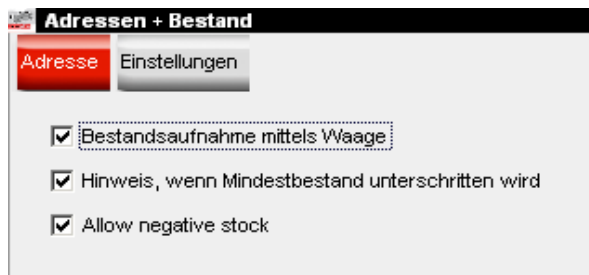 Adressen + Bestand
Adresse Einstellungen
Bestandsaufnahme mittels Waage
Hinweis, wenn Mindestbestand unterschritten wird
Allow negative stock